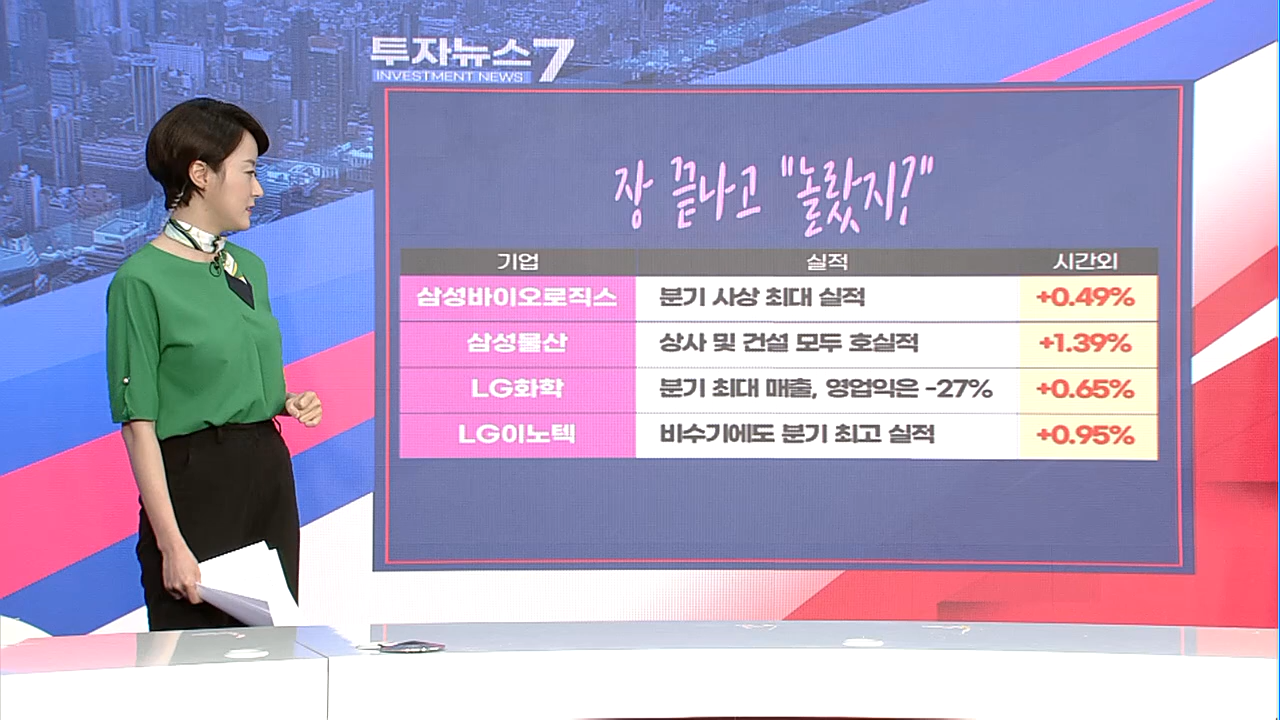 투자뉴스7
INVESTMENT NEWS
장 끝나고 "놀랐지?"
기업 실적 시간외
삼성바이오로직스 분기 사상 최대 실적 +0.49%
삼성물산 상사 및 건설 모두 호실적 +1.39%
LG화학 분기 최대 매출, 영업익은 -27% +0.65%
LG이노텍 비수기에도 분기 최고 실적 +0.95%